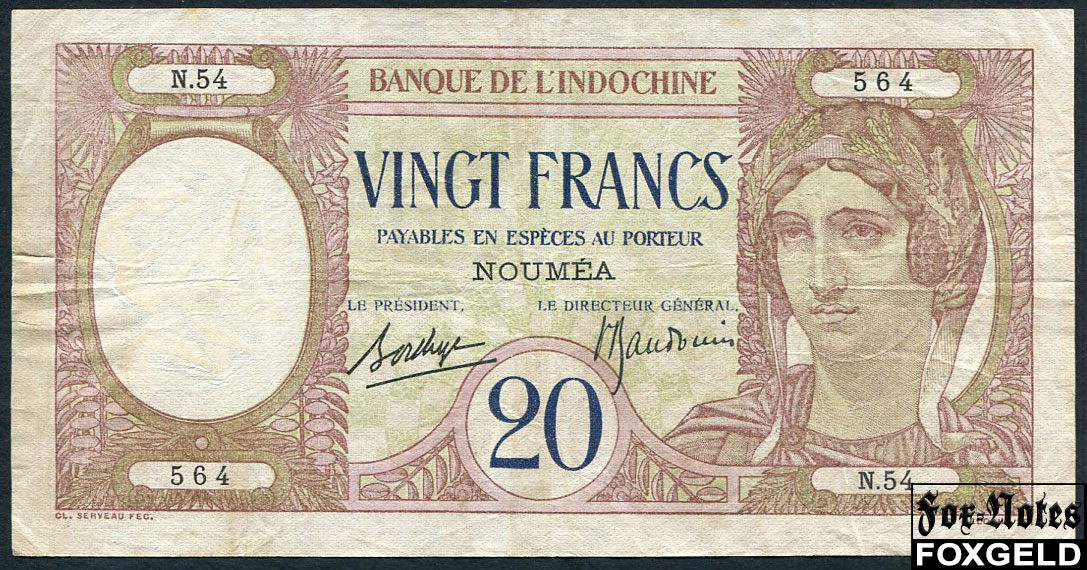 N.54
BANQUE DE L'INDOCHINE
564
VINGT FRANCS
PAYABLES EN ESPÈCES AU PORTEUR
NOUMÉA
LE PRÉSIDENT,
LE DIRECTEUR GÉNÉRAL,
20
564
N.54
CL. SERVEAU FEC.
Fox-Notes
FOXGELD